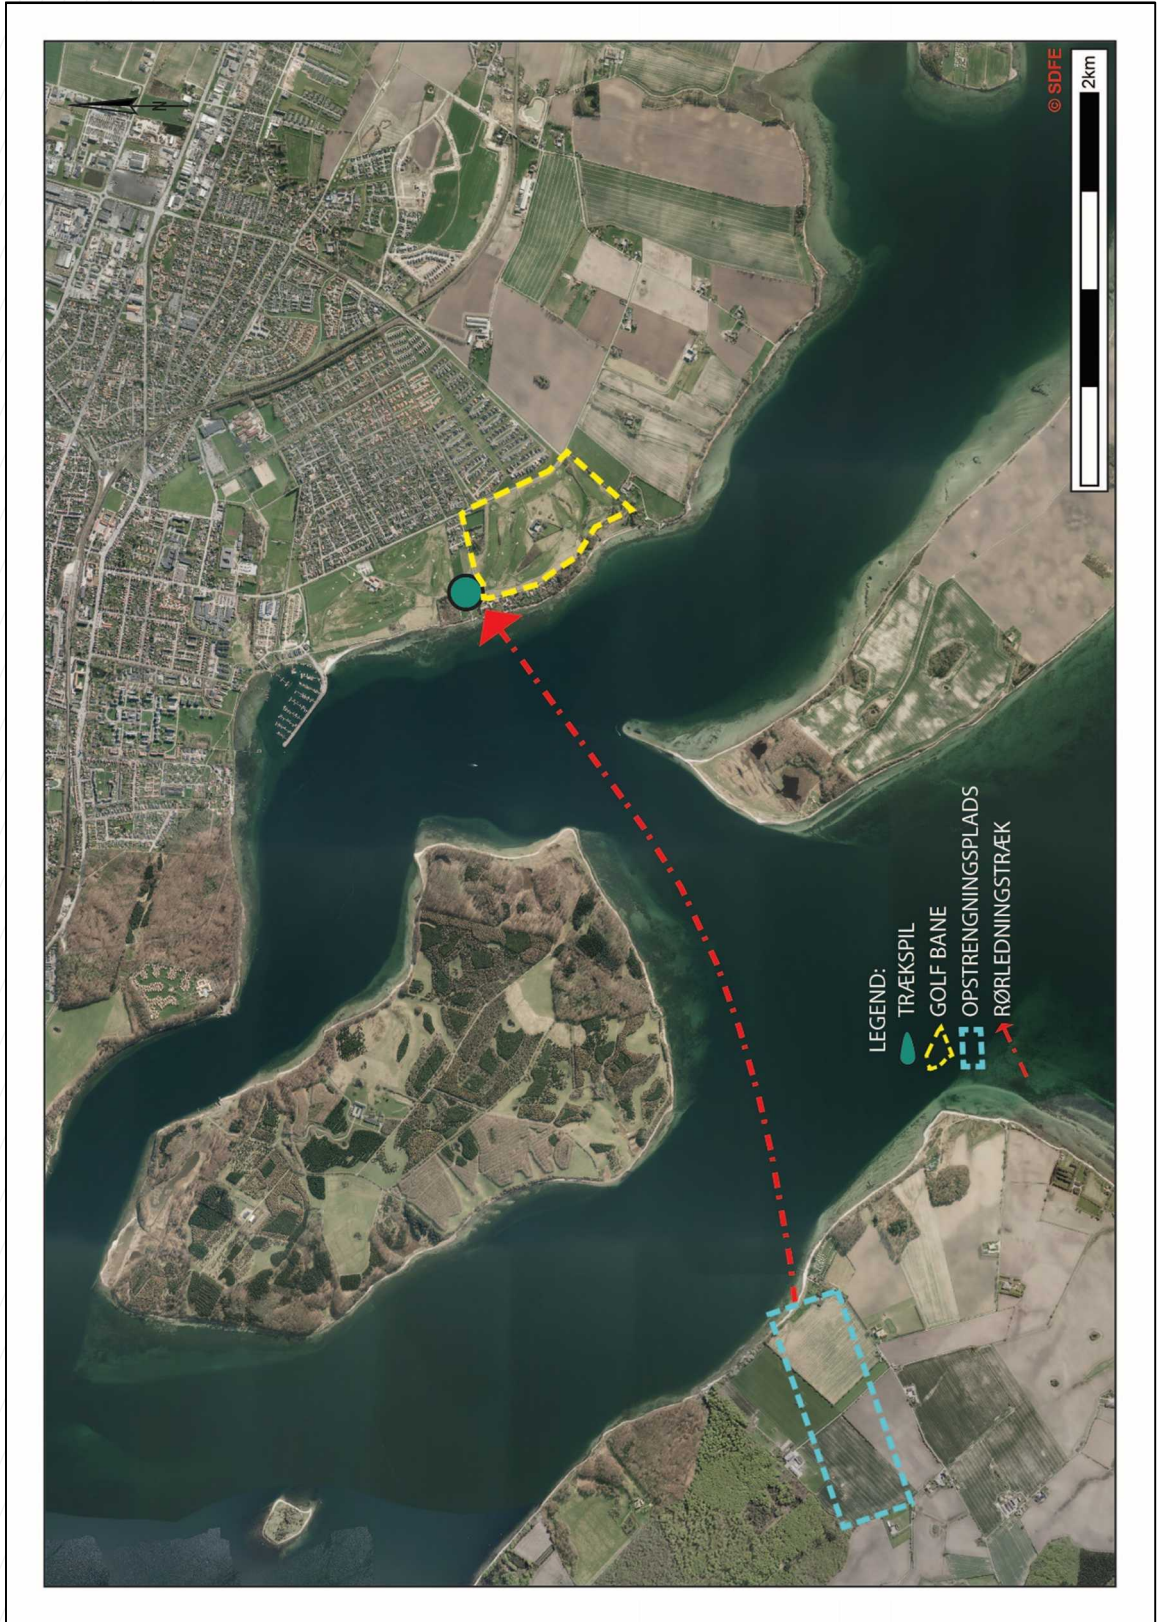 N
LEGEND:
TRÆKSPIL
GOLF BANE
OPSTRENGNINGSPLADS
RØRLEDNINGSTRÆK
© SDFE
2km